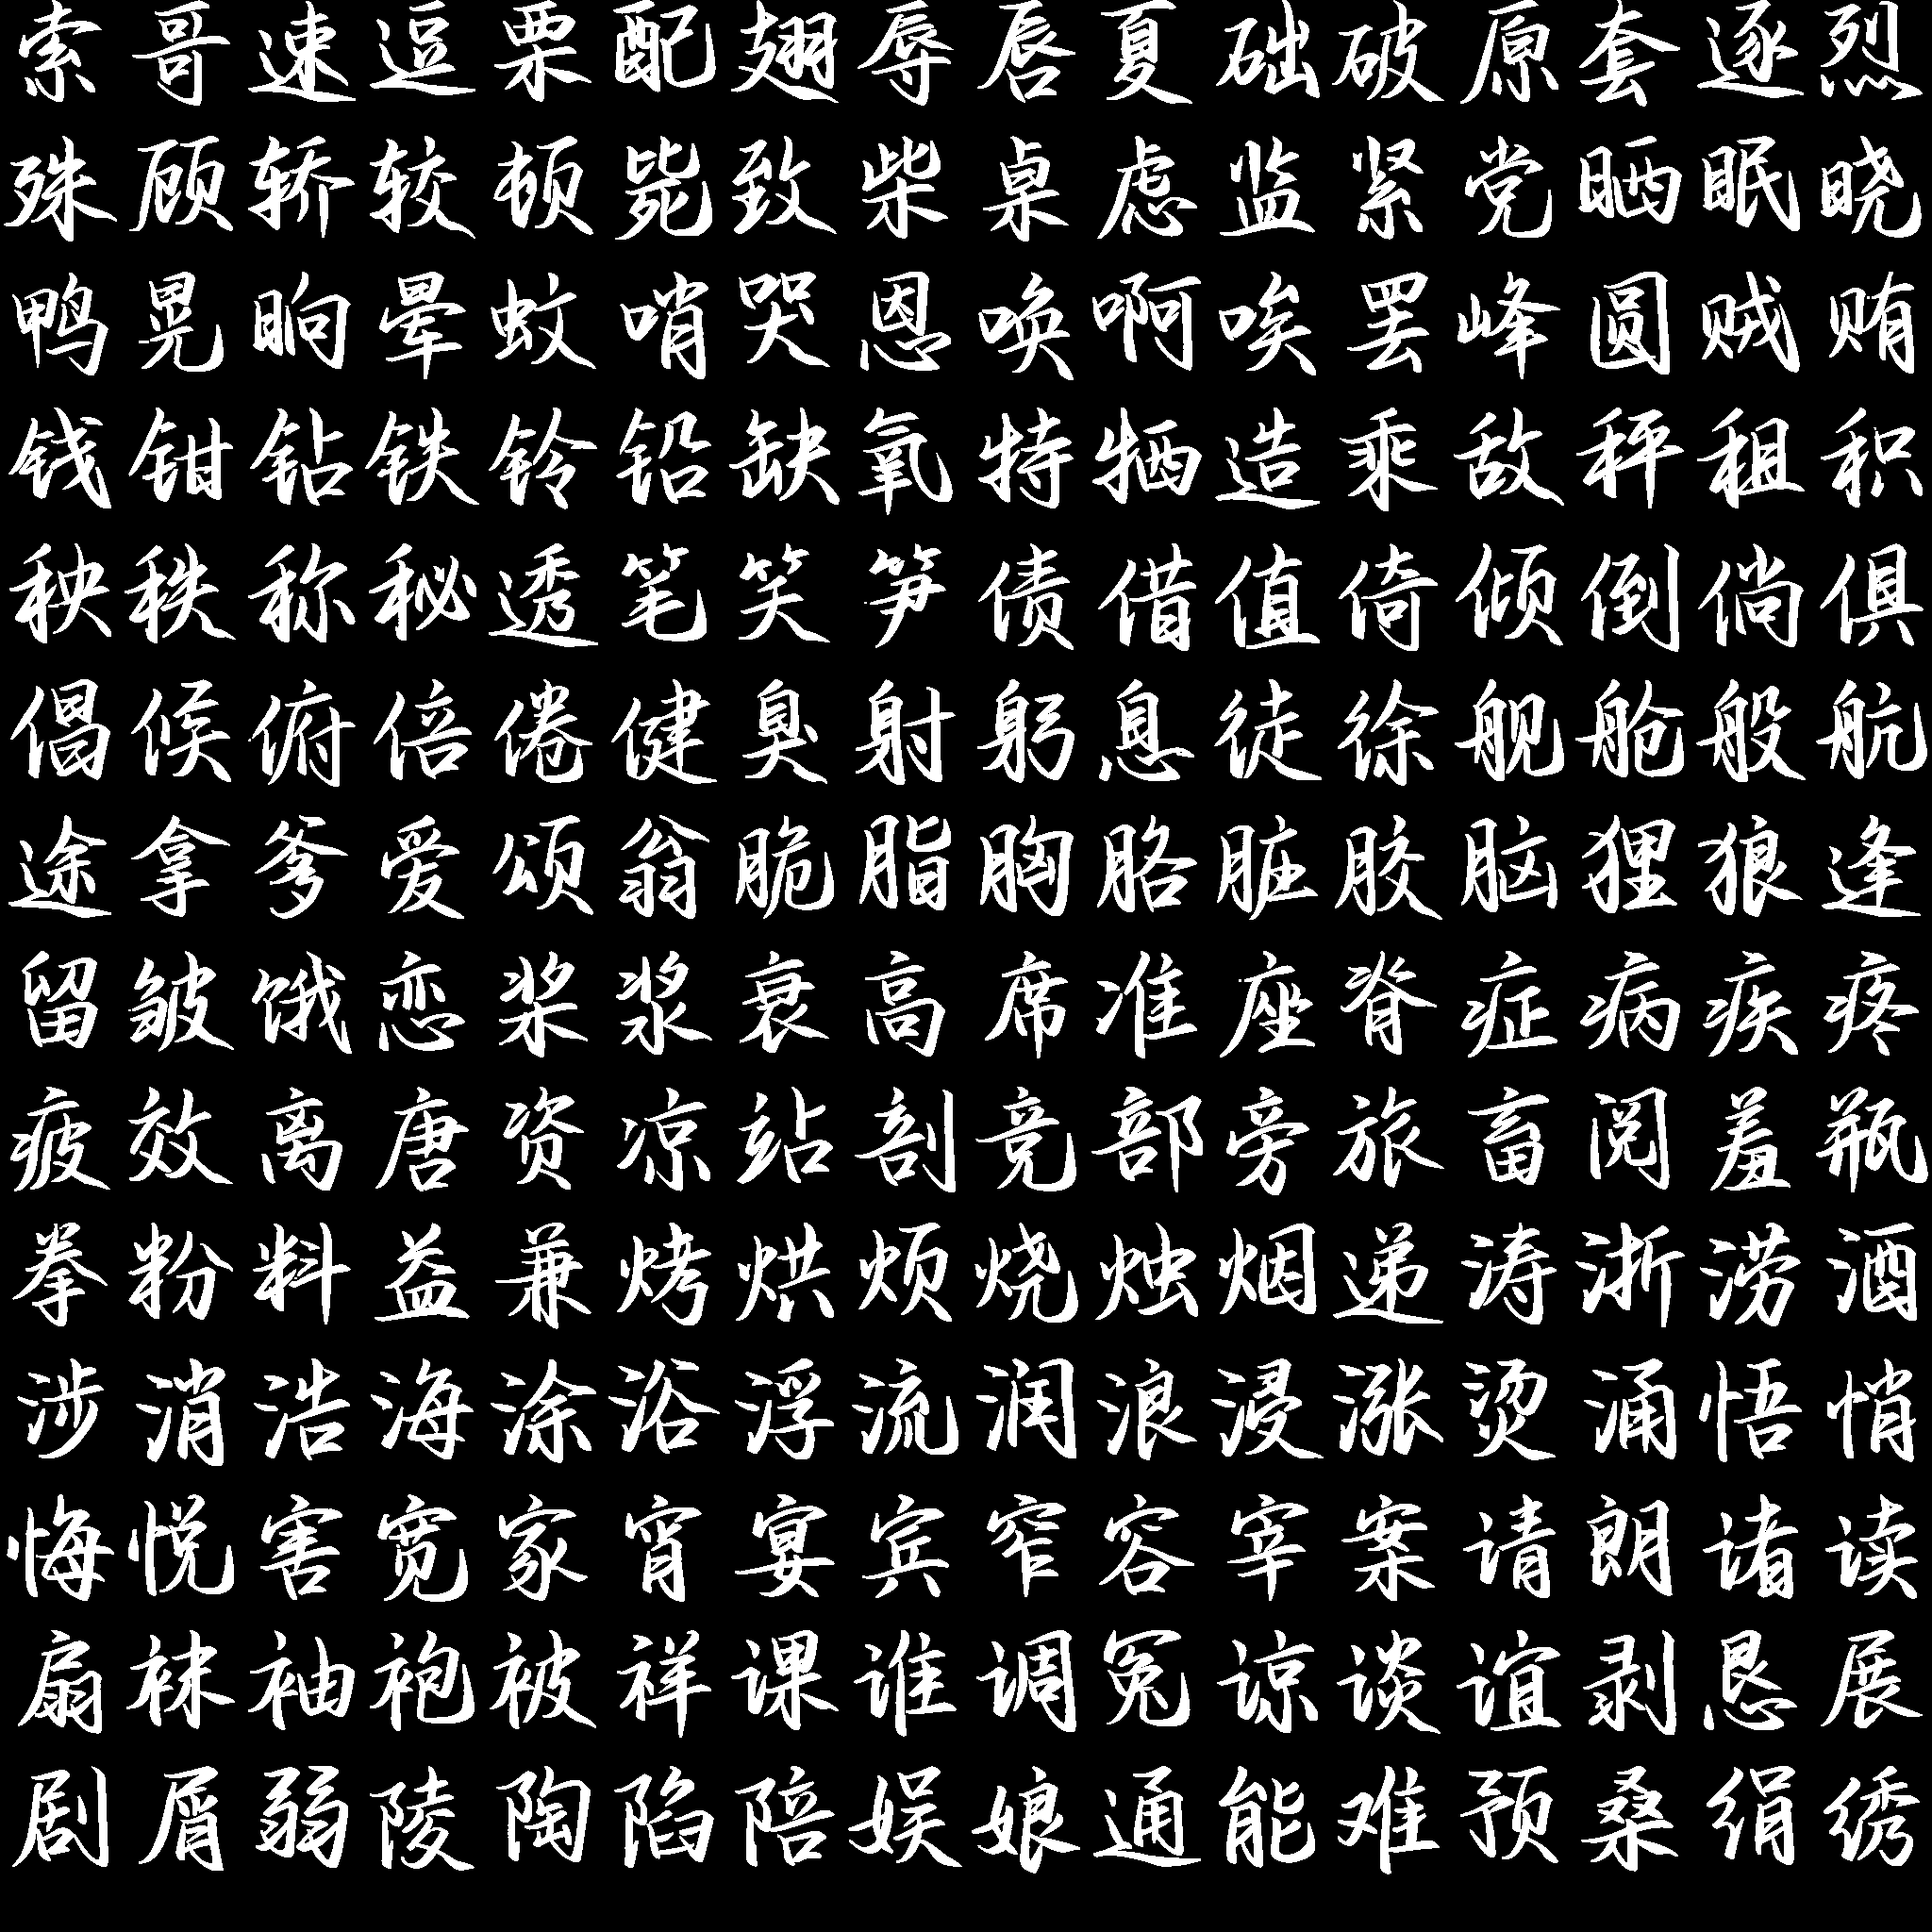 索哥速逗栗配翅辱唇夏础破原套逐烈
殊顾轿较顿毙致柴桌虑监紧党晒眠晓
鸭晃晌晕蚊哨哭恩唤啊唉罢峰圆贼贿
钱钳钻铁铃铅缺氧特牺造乘敌秤租积
秧秩称秘透笔笑笋债借值倚倾倒倘俱
倡候俯倍倦健臭射躬息徒徐舰舱般航
途拿爹爱颂翁脆脂胸胳脏胶脑狸狼逢
留皱饿恋桨浆衰高席准座脊症病疾疼
疲效离唐资凉站剖竞部旁旅畜阅羞瓶
拳粉料益兼烤烘烦烧烛烟递涛浙涝酒
涉消浩海涂浴浮流润浪浸涨烫涌悟悄
悔悦害宽家宵宴宾窄容宰案请朗诸读
扇袜袖袍被祥课谁调冤谅谈谊剥恳展
剧屑弱陵陶陷陪娱娘通能难预桑绢绣